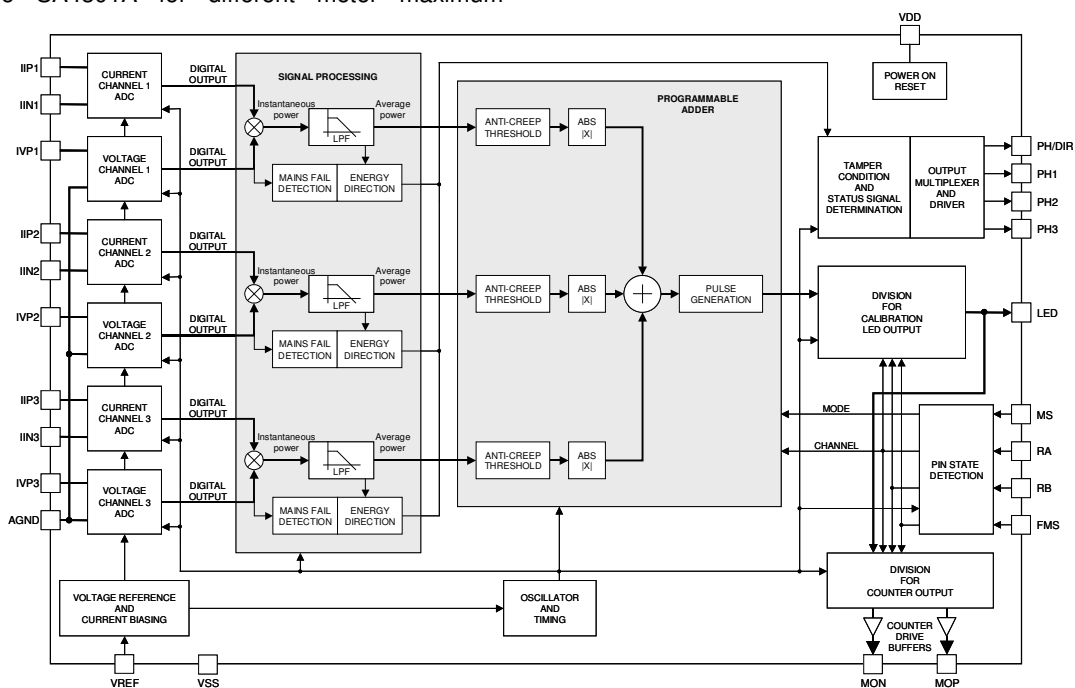 VDD
IIP1
CURRENT
CHANNEL 1
ADC
DIGITAL
OUTPUT
SIGNAL PROCESSING
POWER ON
RESET
IIN1
PROGRAMMABLE
ADDER
Instantaneous
power
Average
power
LPF
ANTI-CREEP
THRESHOLD
ABS
|X|
IVP1
VOLTAGE
CHANNEL 1
ADC
DIGITAL
OUTPUT
MAINS FAIL
DETECTION
ENERGY
DIRECTION
TAMPER
CONDITION
AND
STATUS SIGNAL
DETERMINATION
OUTPUT
MULTIPLEXER
AND
DRIVER
PH/DIR
PH1
PH2
PH3
IIP2
CURRENT
CHANNEL 2
ADC
DIGITAL
OUTPUT
IIN2
Instantaneous
power
Average
power
LPF
ANTI-CREEP
THRESHOLD
ABS
|X|
PULSE
GENERATION
DIVISION
FOR
CALIBRATION
LED OUTPUT
LED
IVP2
VOLTAGE
CHANNEL 2
ADC
DIGITAL
OUTPUT
MAINS FAIL
DETECTION
ENERGY
DIRECTION
IIP3
CURRENT
CHANNEL 3
ADC
DIGITAL
OUTPUT
IIN3
Instantaneous
power
Average
power
LPF
ANTI-CREEP
THRESHOLD
ABS
|X|
MODE
CHANNEL
PIN STATE
DETECTION
MS
RA
RB
FMS
IVP3
VOLTAGE
CHANNEL 3
ADC
DIGITAL
OUTPUT
MAINS FAIL
DETECTION
ENERGY
DIRECTION
AGND
VOLTAGE REFERENCE
AND
CURRENT BIASING
OSCILLATOR
AND
TIMING
DIVISION
FOR
COUNTER OUTPUT
COUNTER
DRIVE
BUFFERS
VREF
VSS
MON
MOP